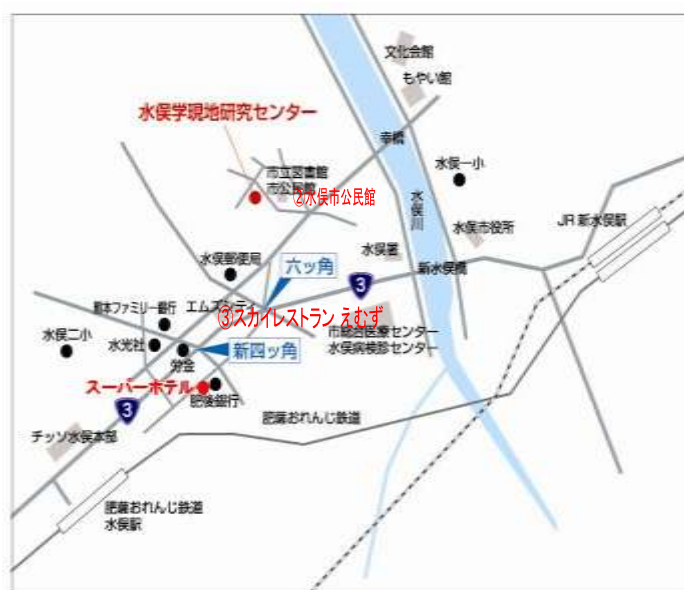 文化会館
もやい館
水俣学現地研究センター
幸橋
水俣一小
市立図書館
市公民館
②水俣市公民館
水俣川
水俣市役所
JR 新水俣駅
水俣署
新水俣橋
水俣郵便局
六ッ角
3
エムズシティ
③スカイレストラン えむず
熊本ファミリー銀行
市総合医療センター
水俣病検診センター
水俣二小
水光社
労金
新四ッ角
スーパーホテル
肥後銀行
3
肥薩おれんじ鉄道
チッソ水俣本部
肥薩おれんじ鉄道
水俣駅